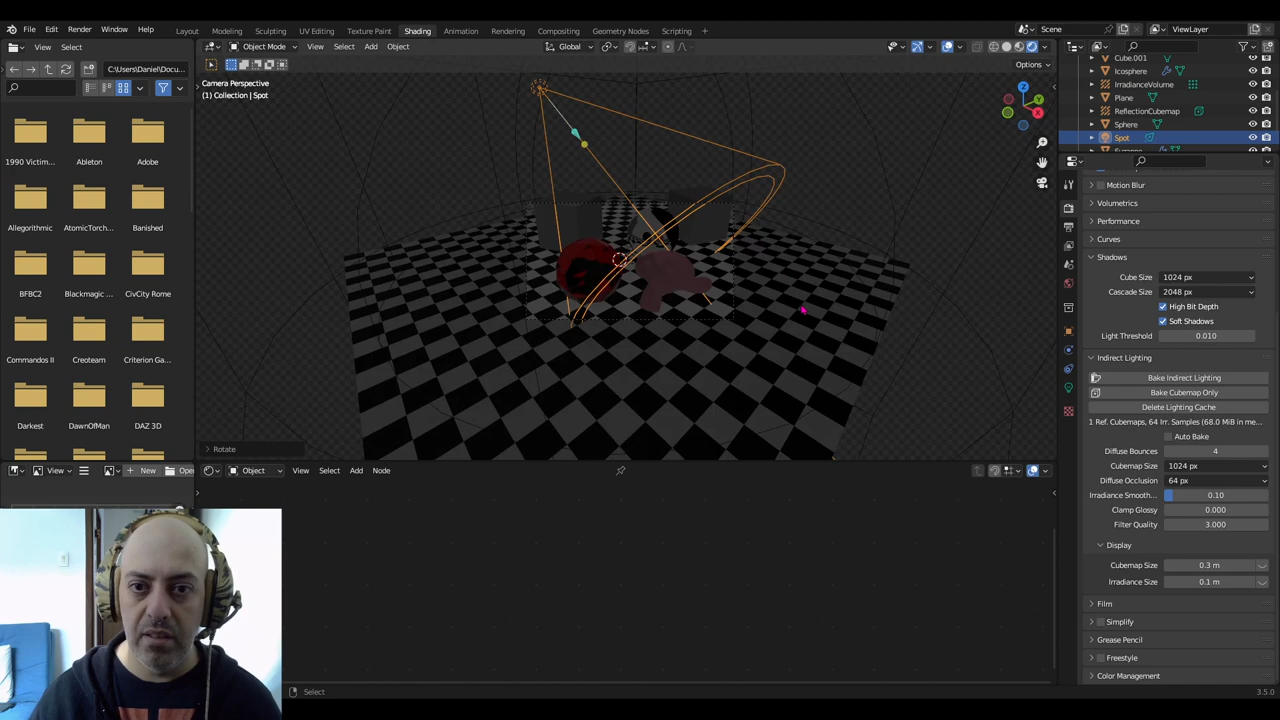 File Edit Render Window Help Layout Modeling Sculpting UV Editing Texture Paint Shading Animation Rendering Compositing Geometry Nodes Scripting + Scene ViewLayer
View Select Object Mode View Select Add Object Global
C:\Users\Daniel\Docu... Options
Camera Perspective
(1) Collection | Spot
1990 Victim... Ableton Adobe
Allegorithmic AtomicTorch... Banished
BFBC2 Blackmagic ... CivCity Rome
Commandos II Croteam Criterion Ga...
Darkest DawnOfMan DAZ 3D
Z
Y
X
Cube.001
Icosphere
IrradianceVolume
Plane
ReflectionCubemap
Sphere
Spot
Motion Blur
Volumetrics
Performance
Curves
Shadows
Cube Size 1024 px
Cascade Size 2048 px
High Bit Depth
Soft Shadows
Light Threshold 0.010
Indirect Lighting
Bake Indirect Lighting
Bake Cubemap Only
Delete Lighting Cache
1 Ref. Cubemaps, 64 Irr. Samples (68.0 MiB in me...
Auto Bake
Diffuse Bounces 4
Cubemap Size 1024 px
Diffuse Occlusion 64 px
Irradiance Smooth... 0.10
Clamp Glossy 0.000
Filter Quality 3.000
Display
Cubemap Size 0.3 m
Irradiance Size 0.1 m
Film
Simplify
Grease Pencil
Freestyle
Color Management
Rotate
View New Ope
Object View Select Add Node
Select
3.5.0